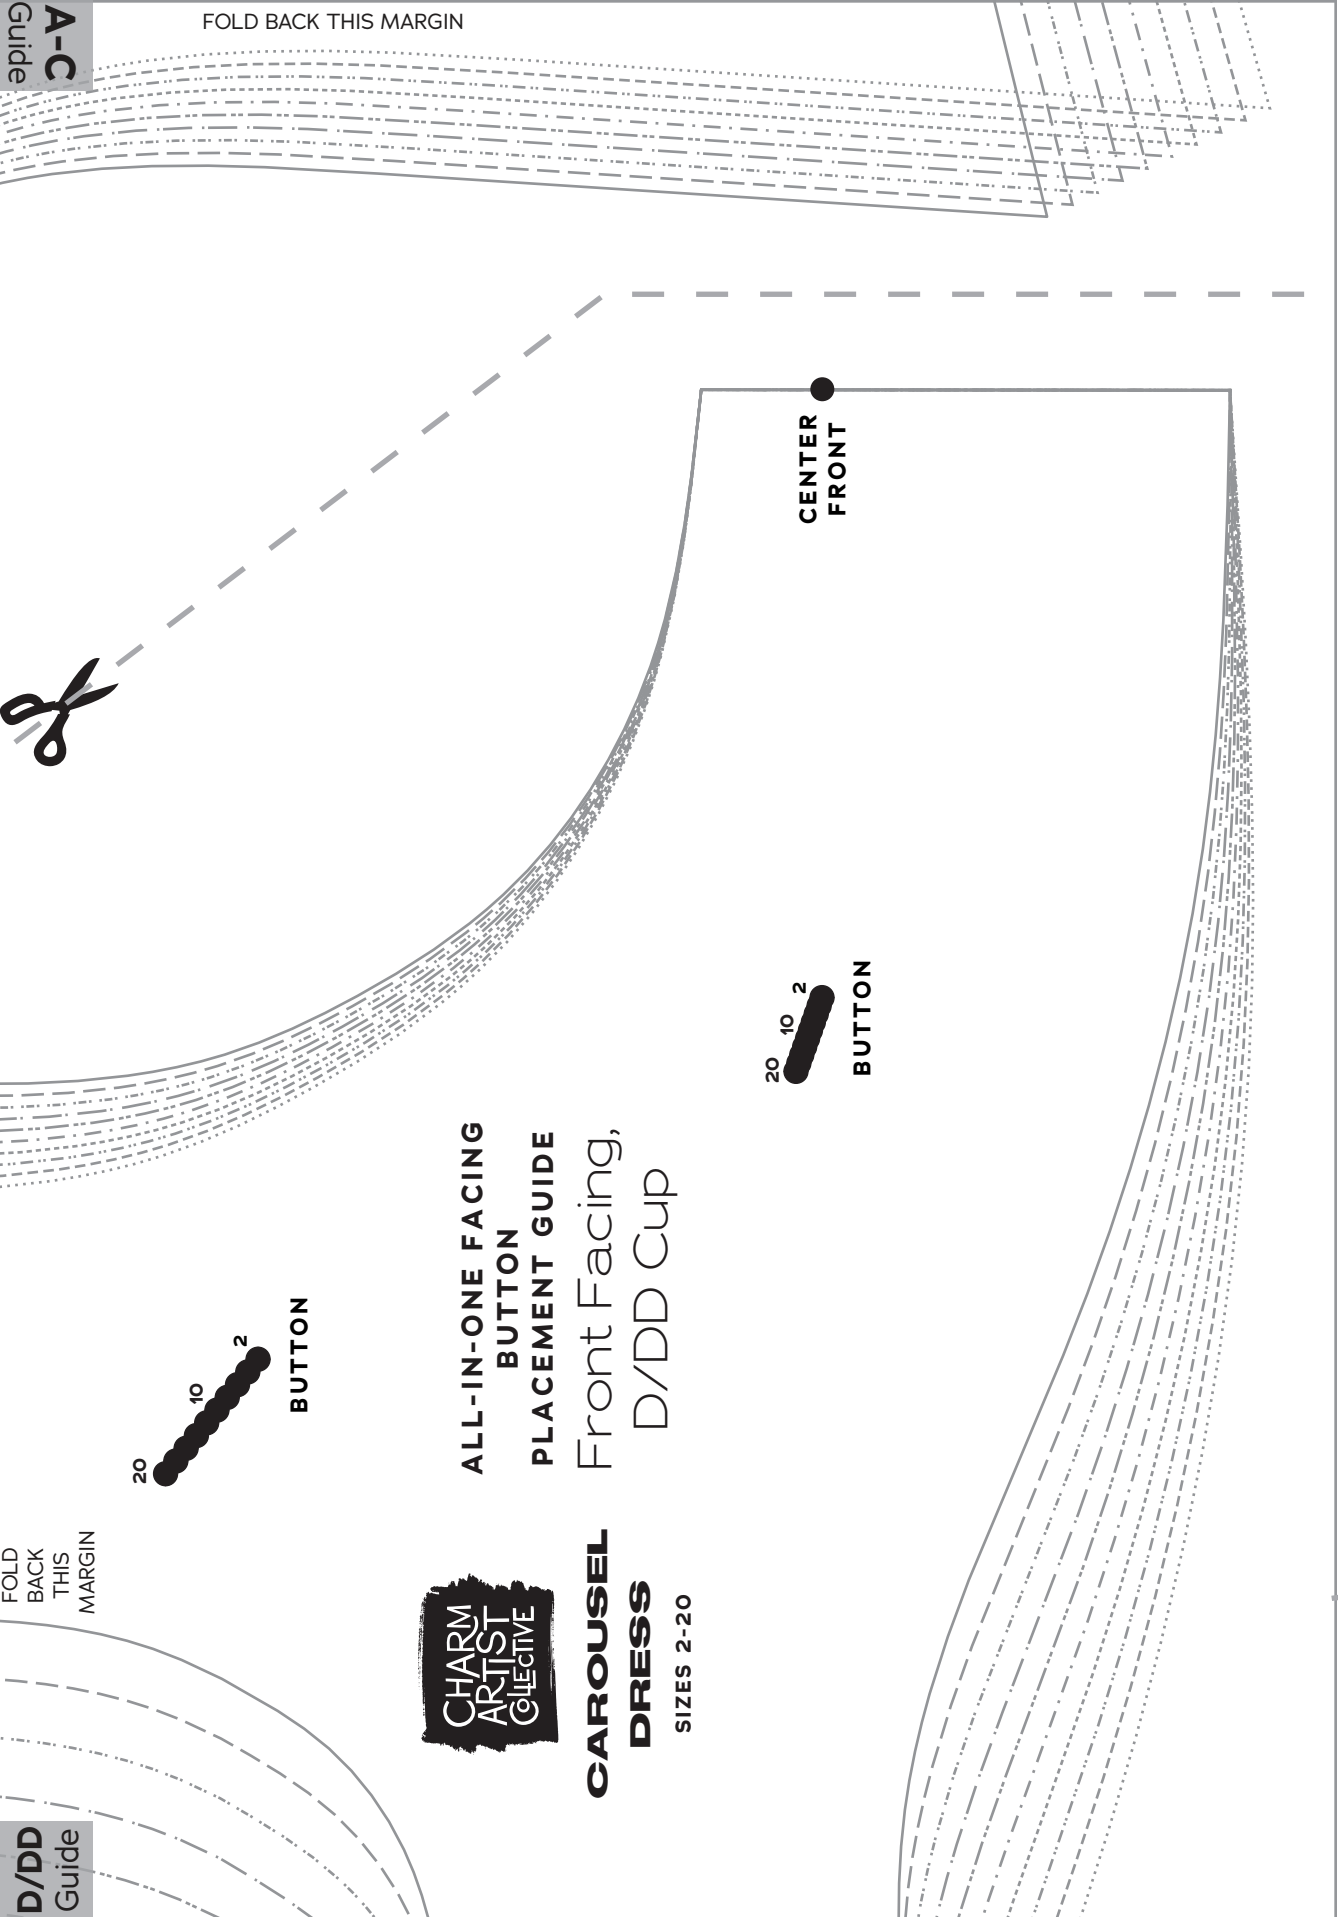 A-C
Guide
FOLD BACK THIS MARGIN
CENTER
FRONT
2
10
20
BUTTON
ALL-IN-ONE FACING
BUTTON
PLACEMENT GUIDE
Front Facing,
D/DD Cup
2
10
20
BUTTON
FOLD
BACK
THIS
MARGIN
CHARM
ARTIST
COLLECTIVE
CAROUSEL
DRESS
SIZES 2-20
D/DD
Guide